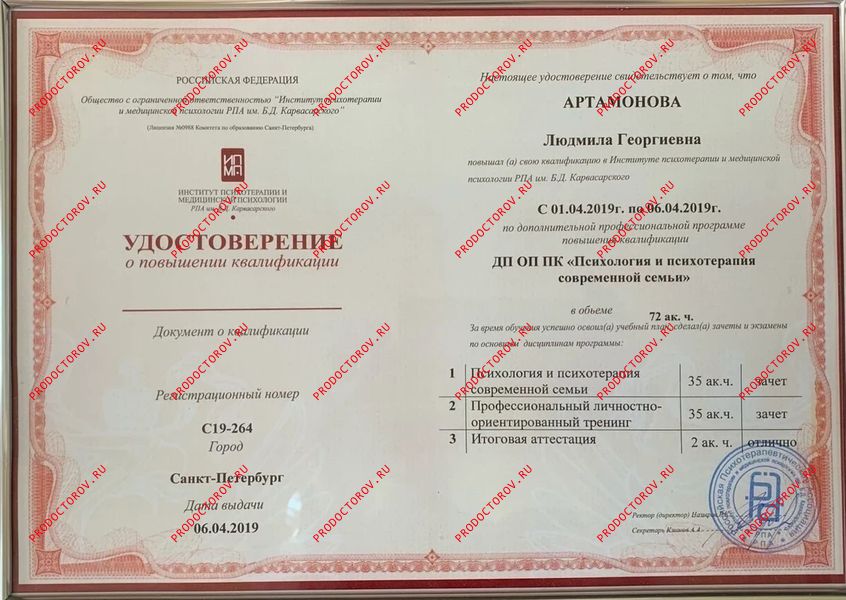 РОССИЙСКАЯ ФЕДЕРАЦИЯ
Общество с ограниченной ответственностью "Институт психотерапии
и медицинской психологии РПА им. Б.Д. Карвасарского"
(Лицензия №0988 Комитета по образованию Санкт-Петербурга)
ИПМП
ИНСТИТУТ ПСИХОТЕРАПИИ И
МЕДИЦИНСКОЙ ПСИХОЛОГИИ
РПА им. Б.Д. Карвасарского
УДОСТОВЕРЕНИЕ
о повышении квалификации
Документ о квалификации
Регистрационный номер
С19-264
Город
Санкт-Петербург
Дата выдачи
06.04.2019
Настоящее удостоверение свидетельствует о том, что
АРТАМОНОВА
Людмила Георгиевна
повышал (а) свою квалификацию в Институте психотерапии и медицинской
психологии РПА им. Б.Д. Карвасарского
С 01.04.2019г. по 06.04.2019г.
по дополнительной профессиональной программе
повышения квалификации
ДП ОП ПК «Психология и психотерапия
современной семьи»
в объеме
72 ак. ч.
За время обучения успешно освоил(а) учебный план, сделал(а) зачеты и экзамены
по основным дисциплинам программы:
1 Психология и психотерапия современной семьи 35 ак.ч. зачет
2 Профессиональный личностно-ориентированный тренинг 35 ак.ч. зачет
3 Итоговая аттестация 2 ак. ч. отлично
Ректор (директор)
Секретарь
Российская Психотерапевтическая Ассоциация
РПА
PRODOCTOROV.RU